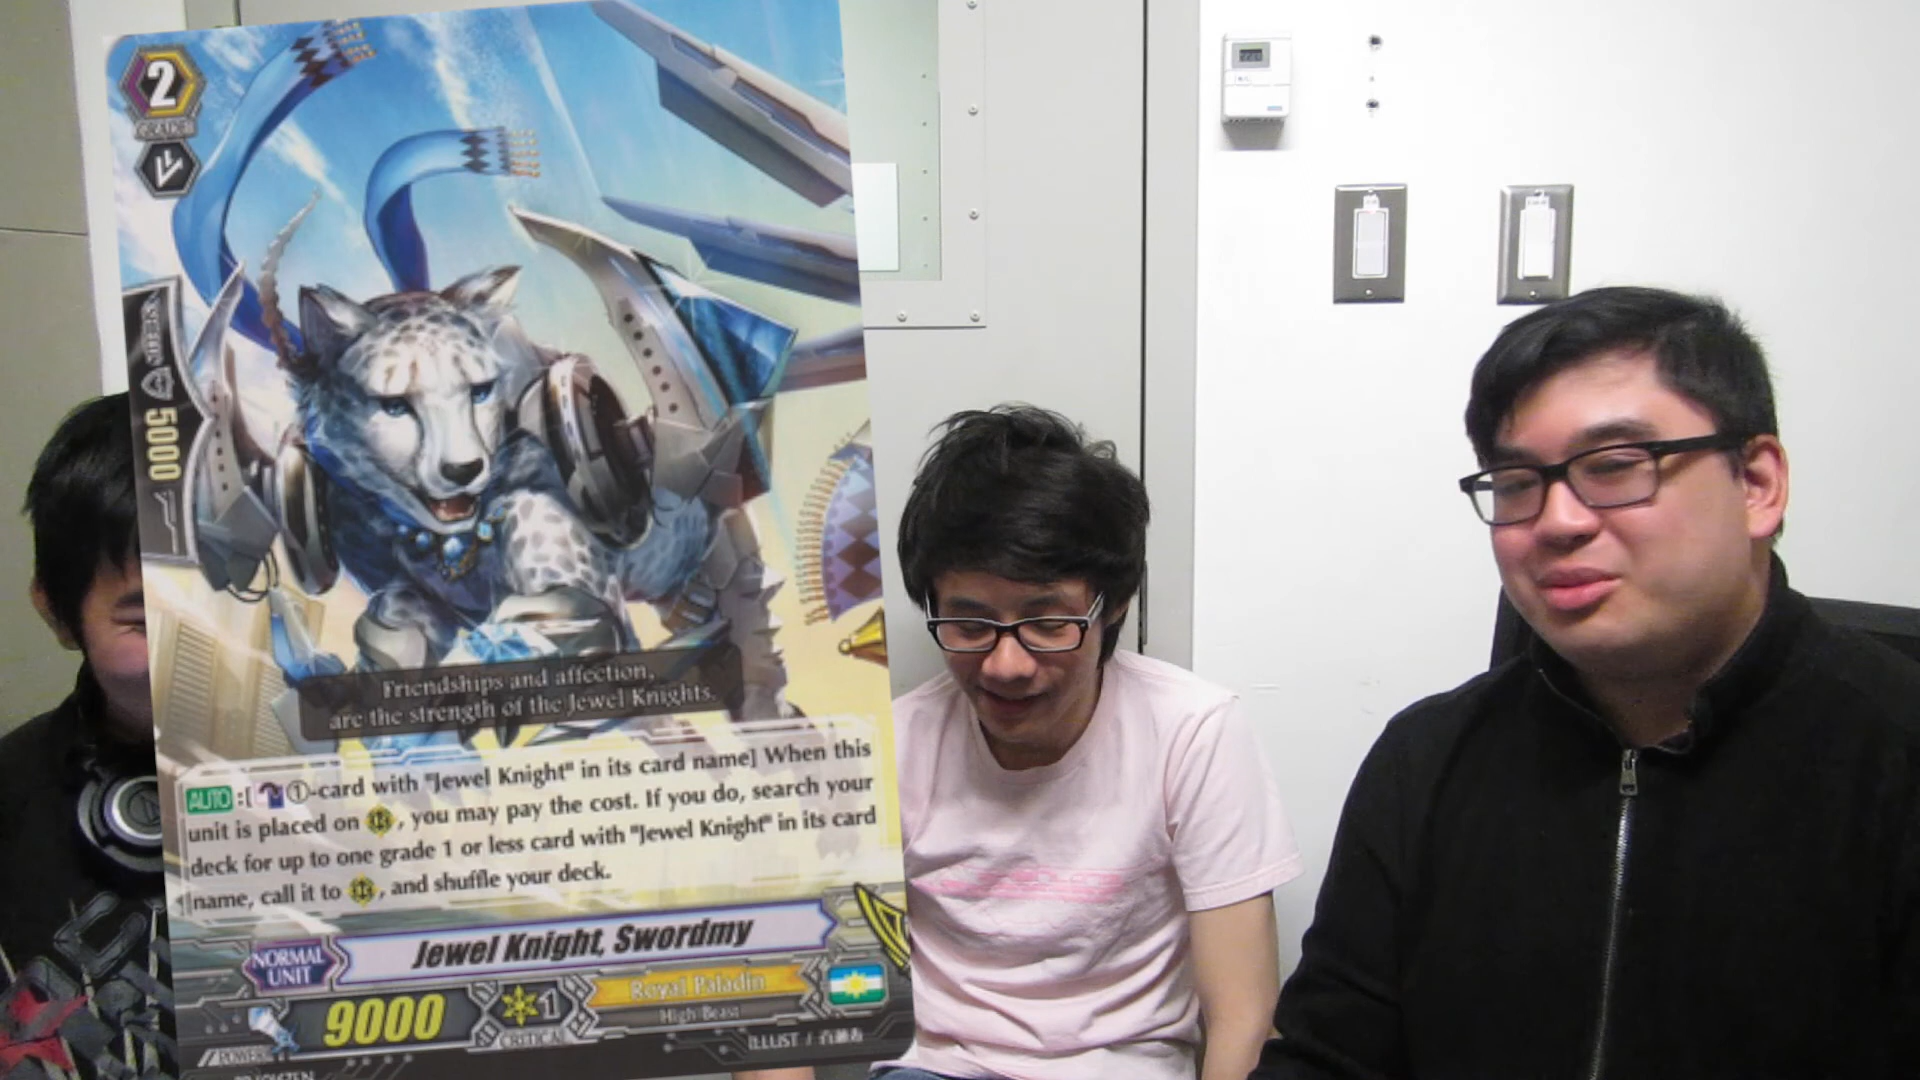 2
GRADE
5000
Friendships and affection,
are the strength of the Jewel Knights.
AUTO:[ ①-card with "Jewel Knight" in its card name] When this
unit is placed on , you may pay the cost. If you do, search your
deck for up to one grade 1 or less card with "Jewel Knight" in its card
name, call it to , and shuffle your deck.
Jewel Knight, Swordmy
NORMAL
UNIT
Royal Paladin
High Beast
POWER
9000
1
CRITICAL
ILLUST /